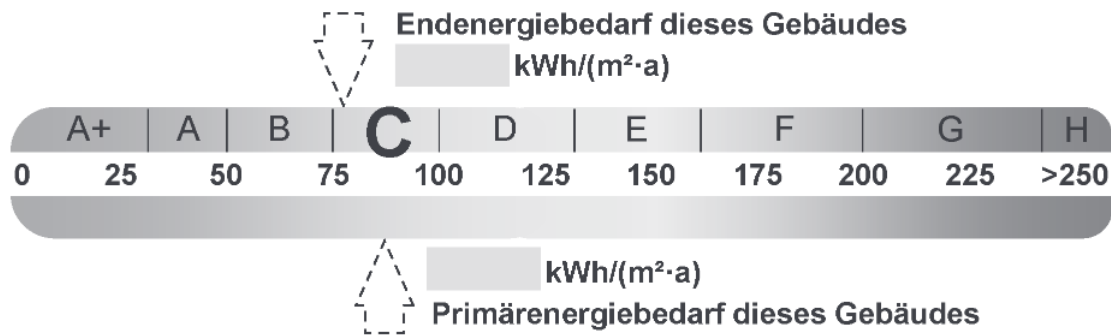 Endenergiebedarf dieses Gebäudes
kWh/(m²·a)
A+ A B C D E F G H
0 25 50 75 100 125 150 175 200 225 >250
kWh/(m²·a)
Primärenergiebedarf dieses Gebäudes